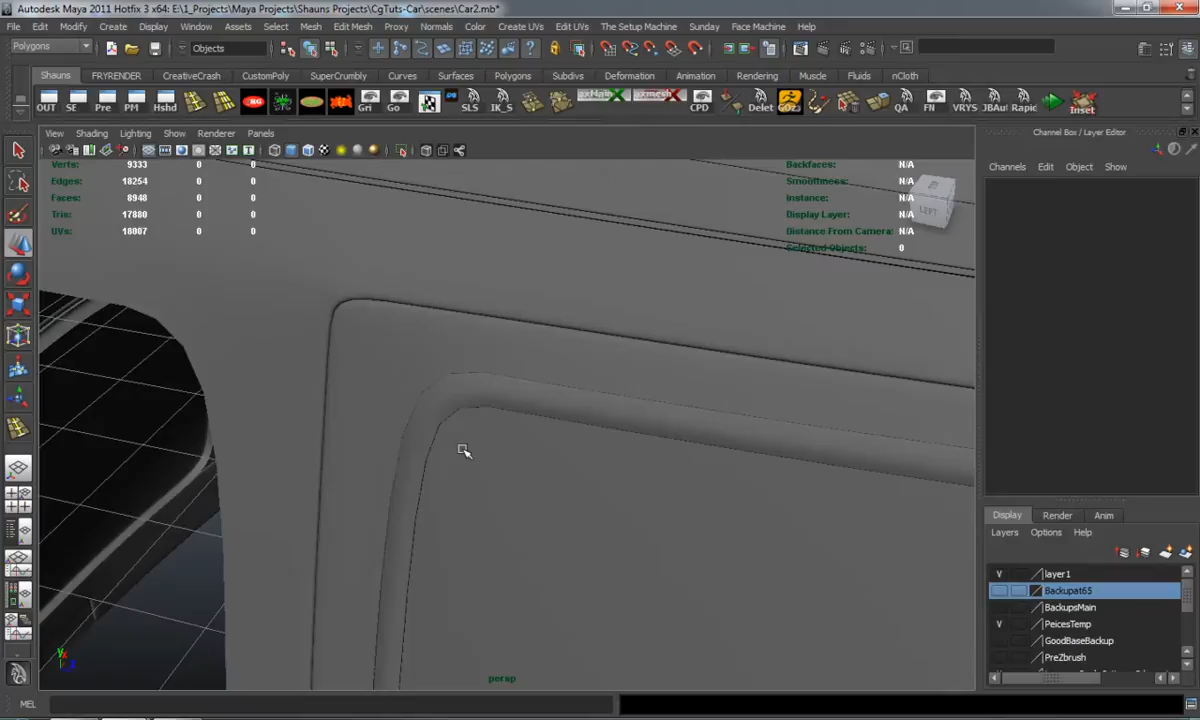 Autodesk Maya 2011 Hotfix 3 x64: E:\1_Projects\Maya Projects\Shauns Projects\CgTuts-Car\scenes\Car2.mb*
File Edit Modify Create Display Window Assets Select Mesh Edit Mesh Proxy Normals Color Create UVs Edit UVs The Setup Machine Sunday Face Machine Help
Polygons Objects
Shauns FRYRENDER CreativeCrash CustomPoly SuperCrumbly Curves Surfaces Polygons Subdivs Deformation Animation Rendering Muscle Fluids nCloth
OUT SE Pre PM Hshd Gri Go SLS IK_S CPD Delet GOz QA FN VRYS JBAut Rapic Inset
View Shading Lighting Show Renderer Panels
Channel Box / Layer Editor
Channels Edit Object Show
Verts: 9333 0 0
Edges: 18254 0 0
Faces: 8948 0 0
Tris: 17880 0 0
UVs: 18007 0 0
Backfaces: N/A
Smoothness: N/A
Instance: N/A
Display Layer: N/A
Distance From Camera: N/A
Selected Objects: 0
LEFT
persp
Display Render Anim
Layers Options Help
V layer1
Backupat65
BackupsMain
V PeicesTemp
GoodBaseBackup
PreZbrush
MEL